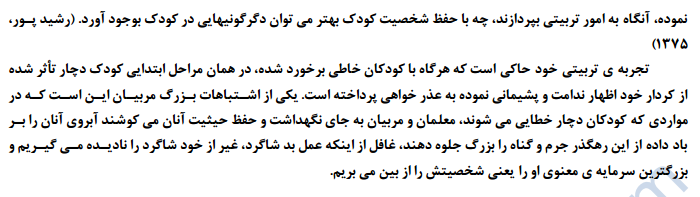 نموده، آنگاه به امور تربیتی بپردازند، چه با حفظ شخصیت کودک بهتر می توان دگرگونیهایی در کودک بوجود آورد. (رشید پور،
۱۳۷۵)
تجربه ی تربیتی خود حاکی است که هرگاه با کودکان خاطی برخورد شده، در همان مراحل ابتدایی کودک دچار تأثر شده
از کردار خود اظهار ندامت و پشیمانی نموده به عذر خواهی پرداخته است. یکی از اشتباهات بزرگ مربیان این است که در
مواردی که کودکان دچار خطایی می شوند، معلمان و مربیان به جای نگهداشت و حفظ حیثیت آنان می کوشند آبروی آنان را بر
باد داده از این رهگذر جرم و گناه را بزرگ جلوه دهند، غافل از اینکه عمل بد شاگرد، غیر از خود شاگرد را نادیده می گیریم و
بزرگترین سرمایه ی معنوی او را یعنی شخصیتش را از بین می بریم.